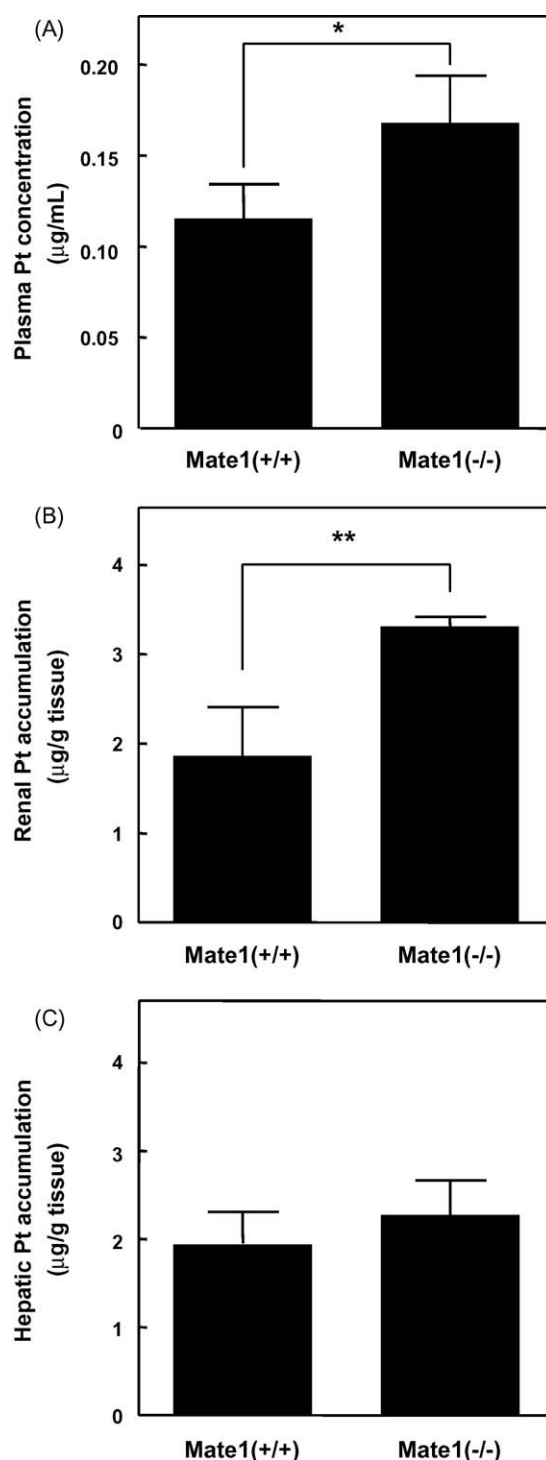 (A)
*
Plasma Pt concentration
(μg/mL)
0.20
0.15
0.10
0.05
0
Mate1(+/+)
Mate1(-/-)
(B)
**
Renal Pt accumulation
(μg/g tissue)
4
3
2
1
0
Mate1(+/+)
Mate1(-/-)
(C)
Hepatic Pt accumulation
(μg/g tissue)
4
3
2
1
0
Mate1(+/+)
Mate1(-/-)